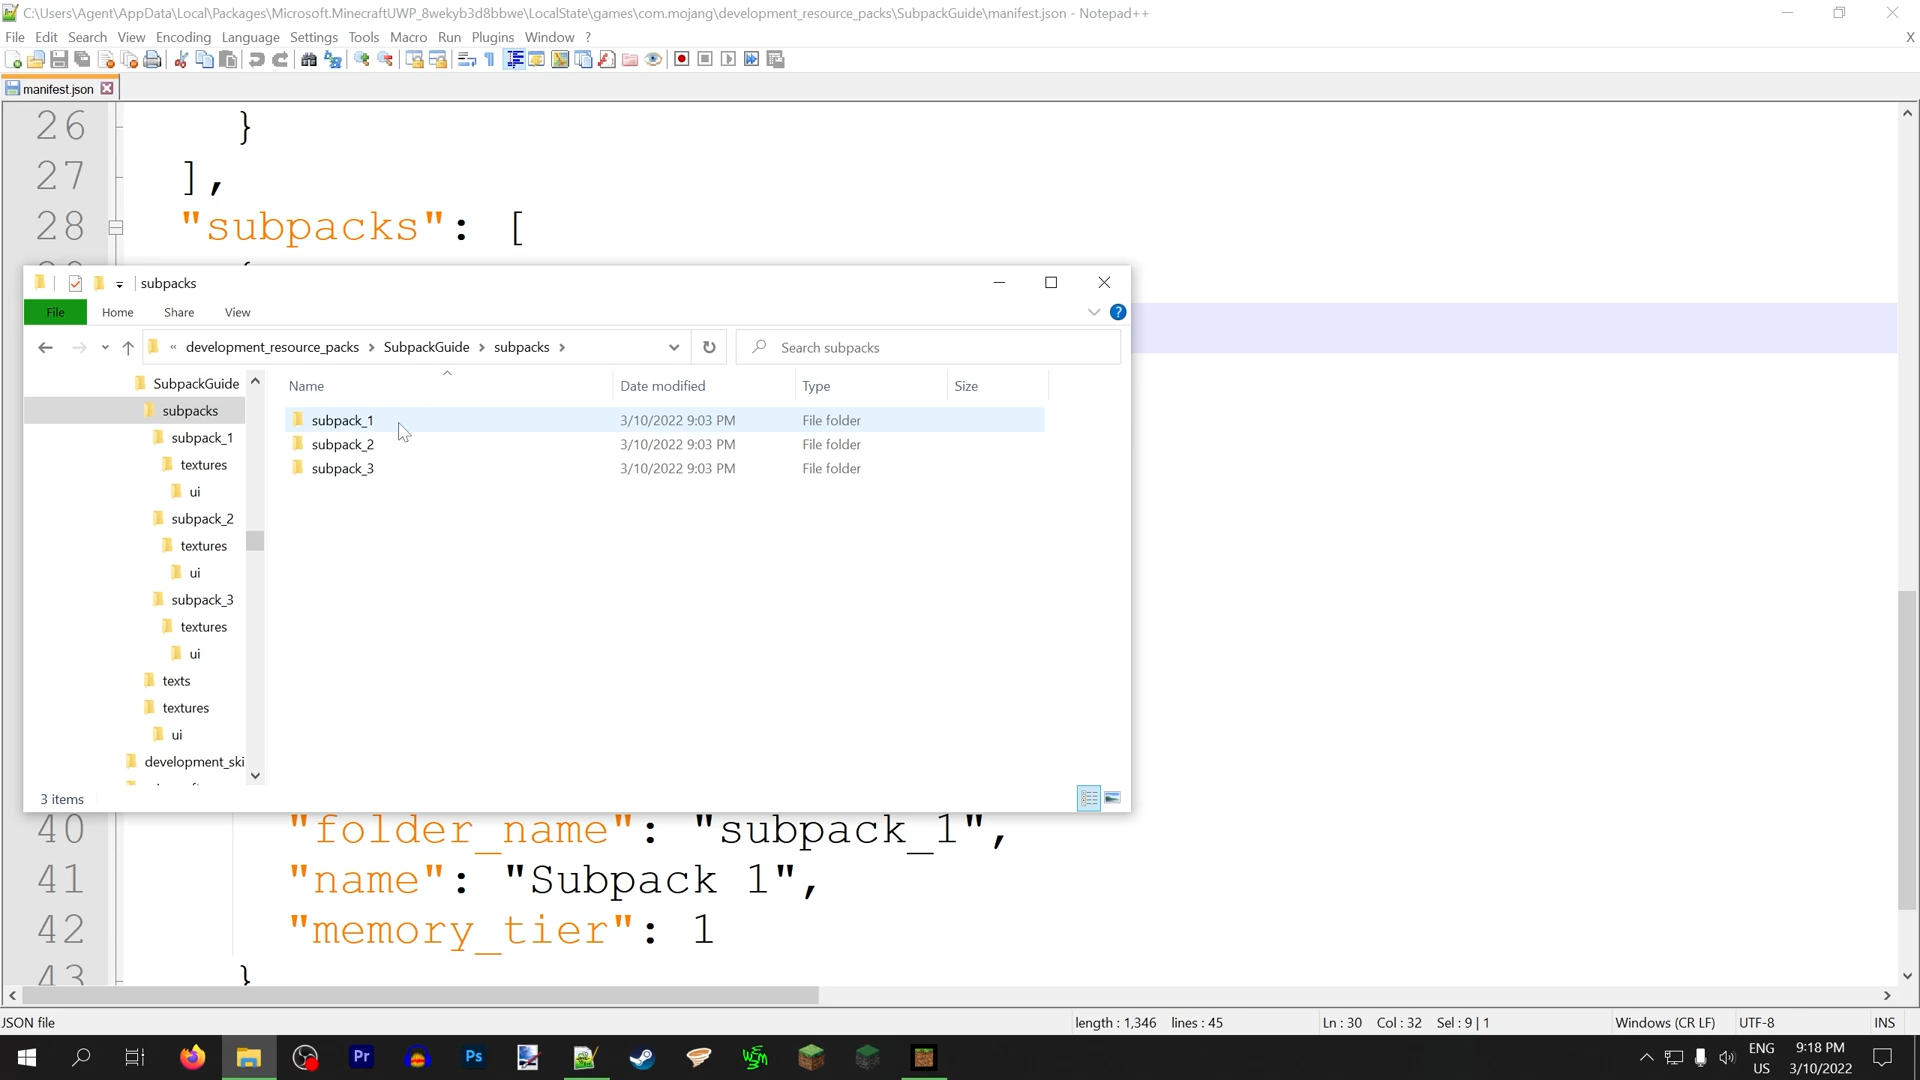 C:\Users\Agent\AppData\Local\Packages\Microsoft.MinecraftUWP_8wekyb3d8bbwe\LocalState\games\com.mojang\development_resource_packs\SubpackGuide\manifest.json - Notepad++
File Edit Search View Encoding Language Settings Tools Macro Run Plugins Window ? X
manifest.json
26 }
27 ],
28 "subpacks": [
subpacks
File Home Share View
« development_resource_packs > SubpackGuide > subpacks > Search subpacks
Name Date modified Type Size
SubpackGuide
subpacks
subpack_1
textures
ui
subpack_2
textures
ui
subpack_3
textures
ui
texts
textures
ui
development_ski
subpack_1 3/10/2022 9:03 PM File folder
subpack_2 3/10/2022 9:03 PM File folder
subpack_3 3/10/2022 9:03 PM File folder
3 items
40 "folder_name": "subpack_1",
41 "name": "Subpack 1",
42 "memory_tier": 1
43 }
JSON file length : 1,346 lines : 45 Ln : 30 Col : 32 Sel : 9 | 1 Windows (CR LF) UTF-8 INS
Pr Ps ENG US 9:18 PM 3/10/2022